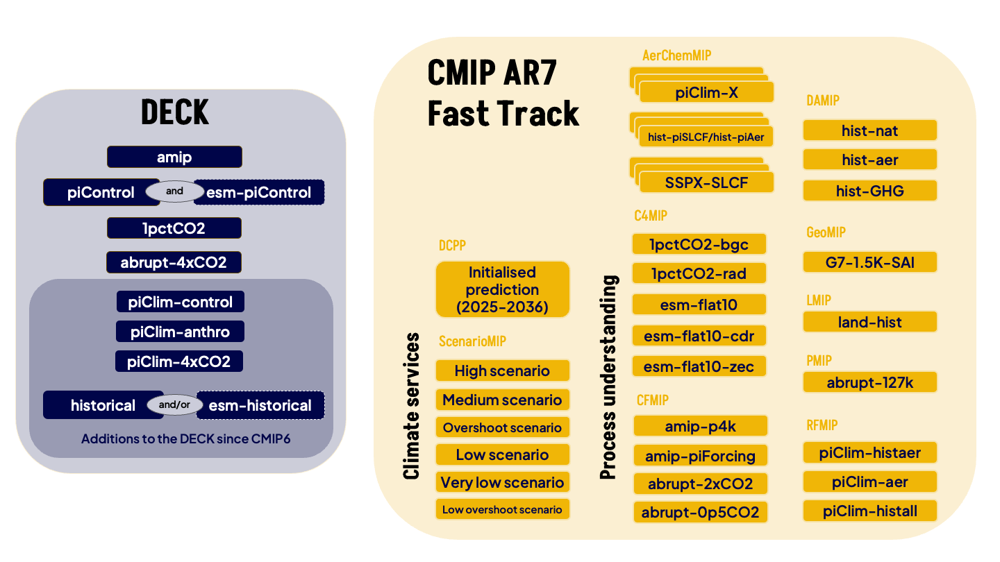 DECK
amip
piControl
and
esm-piControl
1pctCO2
abrupt-4xCO2
piClim-control
piClim-anthro
piClim-4xCO2
historical
and/or
esm-historical
Additions to the DECK since CMIP6
CMIP AR7
Fast Track
Climate services
DCPP
Initialised
prediction
(2025-2036)
ScenarioMIP
High scenario
Medium scenario
Overshoot scenario
Low scenario
Very low scenario
Low overshoot scenario
Process understanding
AerChemMIP
piClim-X
hist-piSLCF/hist-piAer
SSPX-SLCF
C4MIP
1pctCO2-bgc
1pctCO2-rad
esm-flat10
esm-flat10-cdr
esm-flat10-zec
CFMIP
amip-p4k
amip-piForcing
abrupt-2xCO2
abrupt-0p5CO2
DAMIP
hist-nat
hist-aer
hist-GHG
GeoMIP
G7-1.5K-SAI
LMIP
land-hist
PMIP
abrupt-127k
RFMIP
piClim-histaer
piClim-aer
piClim-histall